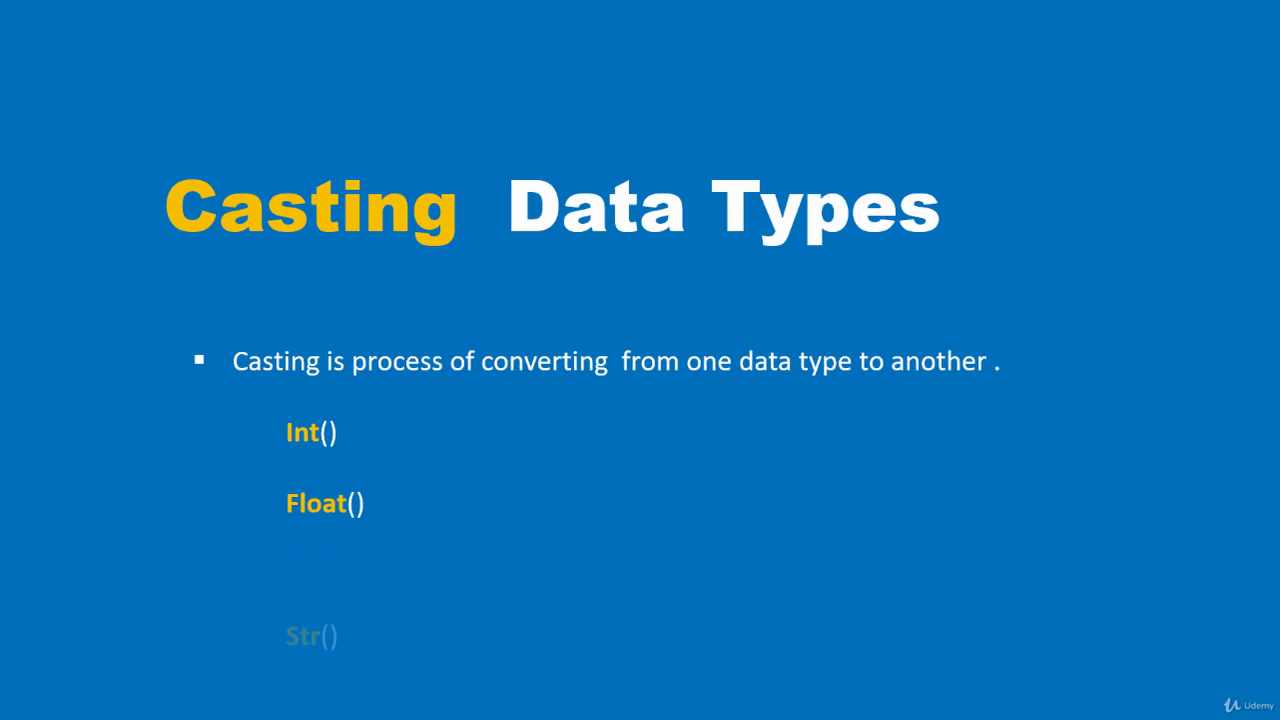 Casting Data Types
▪ Casting is process of converting from one data type to another .
Int()
Float()
Str()
Udemy